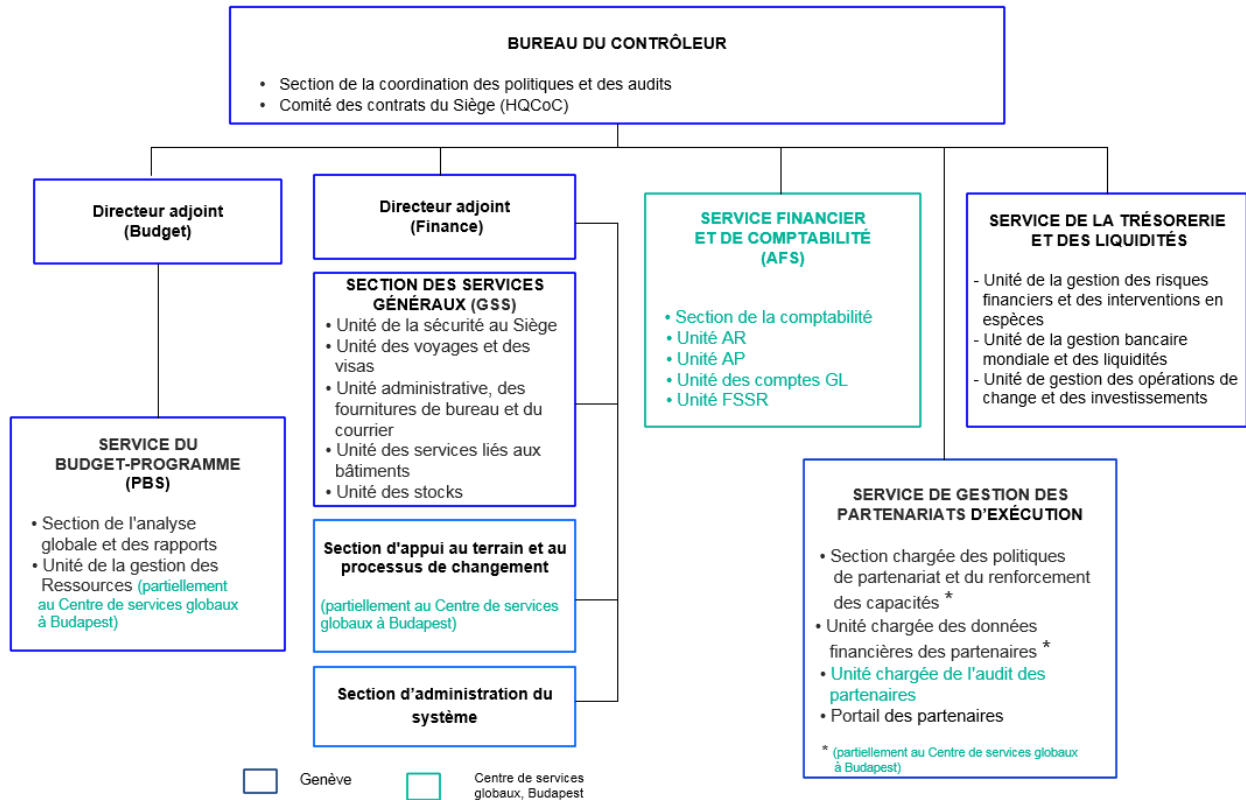 BUREAU DU CONTRÔLEUR
• Section de la coordination des politiques et des audits
• Comité des contrats du Siège (HQCoC)
Directeur adjoint
(Budget)
SERVICE DU
BUDGET-PROGRAMME
(PBS)
• Section de l'analyse
globale et des rapports
• Unité de la gestion des
Ressources (partiellement
au Centre de services globaux
à Budapest)
Directeur adjoint
(Finance)
SECTION DES SERVICES
GÉNÉRAUX (GSS)
• Unité de la sécurité au Siège
• Unité des voyages et des
visas
• Unité administrative, des
fournitures de bureau et du
courrier
• Unité des services liés aux
bâtiments
• Unité des stocks
Section d'appui au terrain et au
processus de changement
(partiellement au Centre de services
globaux à Budapest)
Section d’administration du
système
SERVICE FINANCIER
ET DE COMPTABILITÉ
(AFS)
• Section de la comptabilité
• Unité AR
• Unité AP
• Unité des comptes GL
• Unité FSSR
SERVICE DE LA TRÉSORERIE
ET DES LIQUIDITÉS
- Unité de la gestion des risques
financiers et des interventions en
espèces
- Unité de la gestion bancaire
mondiale et des liquidités
- Unité de gestion des opérations de
change et des investissements
SERVICE DE GESTION DES
PARTENARIATS D’EXÉCUTION
• Section chargée des politiques
de partenariat et du renforcement
des capacités *
• Unité chargée des données
financières des partenaires *
• Unité chargée de l'audit des
partenaires
• Portail des partenaires
* (partiellement au Centre de services globaux
à Budapest)
Genève
Centre de services
globaux, Budapest